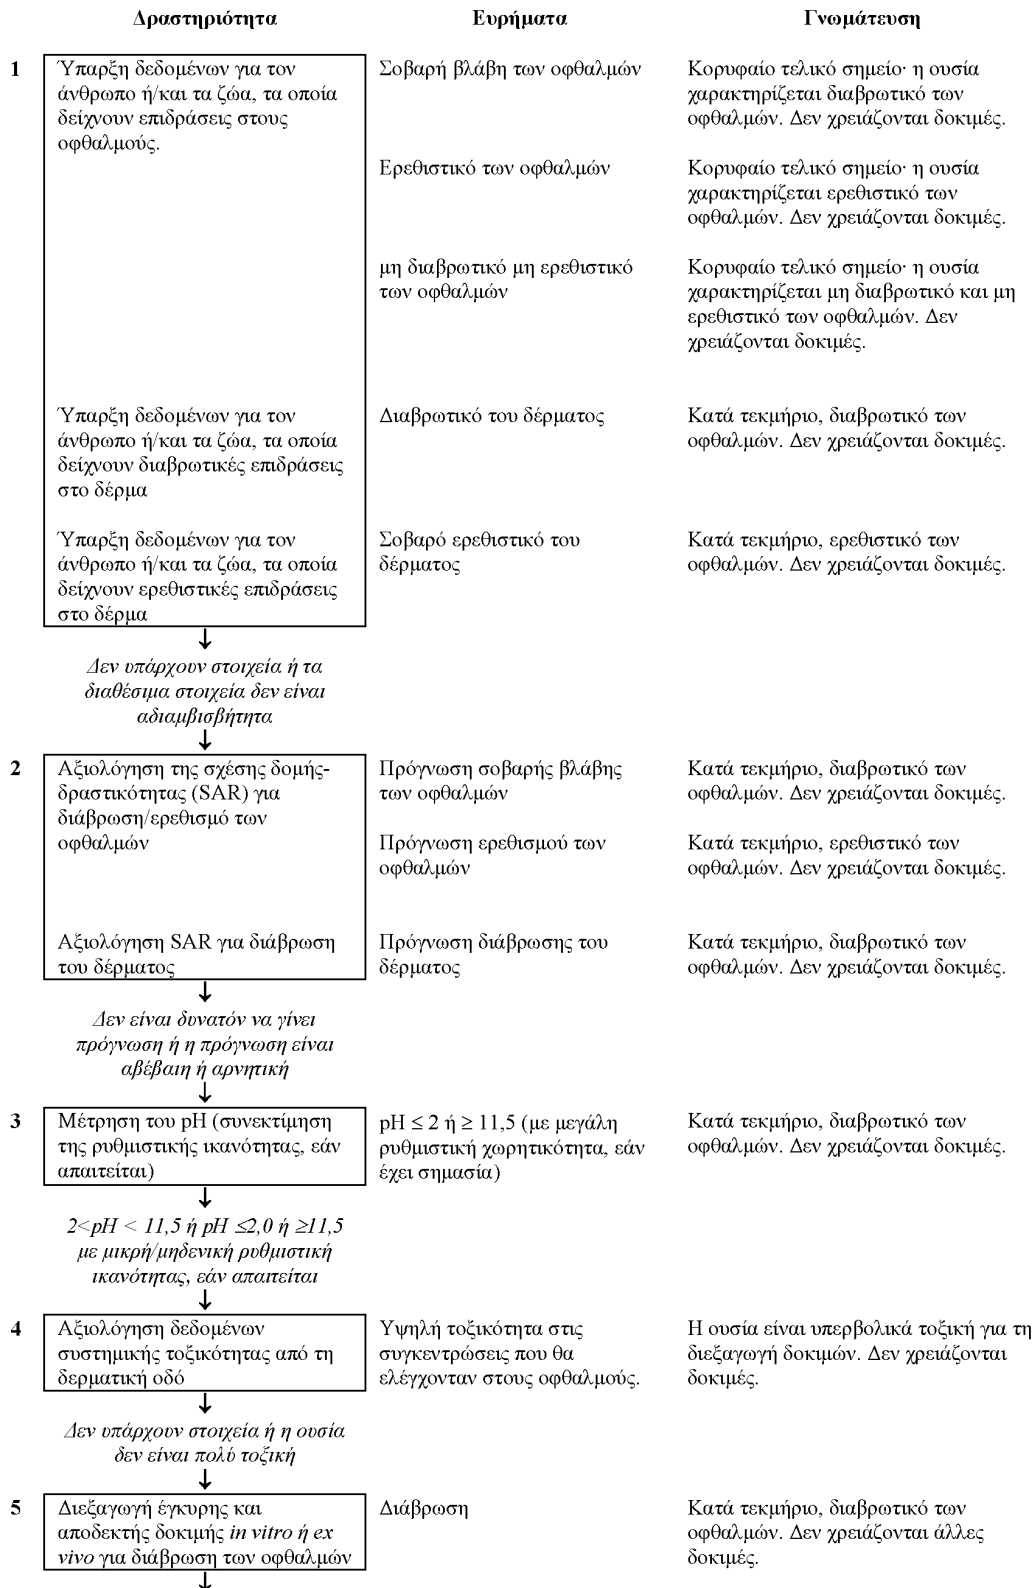 Δραστηριότητα Ευρήματα Γνωμάτευση
1 Ύπαρξη δεδομένων για τον Σοβαρή βλάβη των οφθαλμών Κορυφαίο τελικό σημείο· η ουσία
άνθρωπο ή/και τα ζώα, τα οποία χαρακτηρίζεται διαβρωτικό των
δείχνουν επιδράσεις στους οφθαλμών. Δεν χρειάζονται δοκιμές.
οφθαλμούς.
Ερεθιστικό των οφθαλμών Κορυφαίο τελικό σημείο· η ουσία
χαρακτηρίζεται ερεθιστικό των
οφθαλμών. Δεν χρειάζονται δοκιμές.
μη διαβρωτικό μη ερεθιστικό Κορυφαίο τελικό σημείο· η ουσία
των οφθαλμών χαρακτηρίζεται μη διαβρωτικό και μη
ερεθιστικό των οφθαλμών. Δεν
χρειάζονται δοκιμές.
Ύπαρξη δεδομένων για τον Διαβρωτικό του δέρματος Κατά τεκμήριο, διαβρωτικό των
άνθρωπο ή/και τα ζώα, τα οποία οφθαλμών. Δεν χρειάζονται δοκιμές.
δείχνουν διαβρωτικές επιδράσεις
στο δέρμα
Ύπαρξη δεδομένων για τον Σοβαρό ερεθιστικό του Κατά τεκμήριο, ερεθιστικό των
άνθρωπο ή/και τα ζώα, τα οποία δέρματος οφθαλμών. Δεν χρειάζονται δοκιμές.
δείχνουν ερεθιστικές επιδράσεις
στο δέρμα
Δεν υπάρχουν στοιχεία ή τα
διαθέσιμα στοιχεία δεν είναι
αδιαμβισβήτητα
2 Αξιολόγηση της σχέσης δομής- Πρόγνωση σοβαρής βλάβης Κατά τεκμήριο, διαβρωτικό των
δραστικότητας (SAR) για των οφθαλμών οφθαλμών. Δεν χρειάζονται δοκιμές.
διάβρωση/ερεθισμό των
οφθαλμών Πρόγνωση ερεθισμού των Κατά τεκμήριο, ερεθιστικό των
οφθαλμών οφθαλμών. Δεν χρειάζονται δοκιμές.
Αξιολόγηση SAR για διάβρωση Πρόγνωση διάβρωσης του Κατά τεκμήριο, διαβρωτικό των
του δέρματος δέρματος οφθαλμών. Δεν χρειάζονται δοκιμές.
Δεν είναι δυνατόν να γίνει
πρόγνωση ή η πρόγνωση είναι
αβέβαιη ή αρνητική
3 Μέτρηση του pH (συνεκτίμηση pH ≤ 2 ή ≥ 11,5 (με μεγάλη Κατά τεκμήριο, διαβρωτικό των
της ρυθμιστικής ικανότητας, εάν ρυθμιστική χωρητικότητα, εάν οφθαλμών. Δεν χρειάζονται δοκιμές.
απαιτείται) έχει σημασία)
2<pH < 11,5 ή pH ≤2,0 ή ≥11,5
με μικρή/μηδενική ρυθμιστική
ικανότητας, εάν απαιτείται
4 Αξιολόγηση δεδομένων Υψηλή τοξικότητα στις Η ουσία είναι υπερβολικά τοξική για τη
συστημικής τοξικότητας από τη συγκεντρώσεις που θα διεξαγωγή δοκιμών. Δεν χρειάζονται
δερματική οδό ελέγχονταν στους οφθαλμούς. δοκιμές.
Δεν υπάρχουν στοιχεία ή η ουσία
δεν είναι πολύ τοξική
5 Διεξαγωγή έγκυρης και Διάβρωση Κατά τεκμήριο, διαβρωτικό των
αποδεκτής δοκιμής in vitro ή ex οφθαλμών. Δεν χρειάζονται άλλες
vivo για διάβρωση των οφθαλμών δοκιμές.